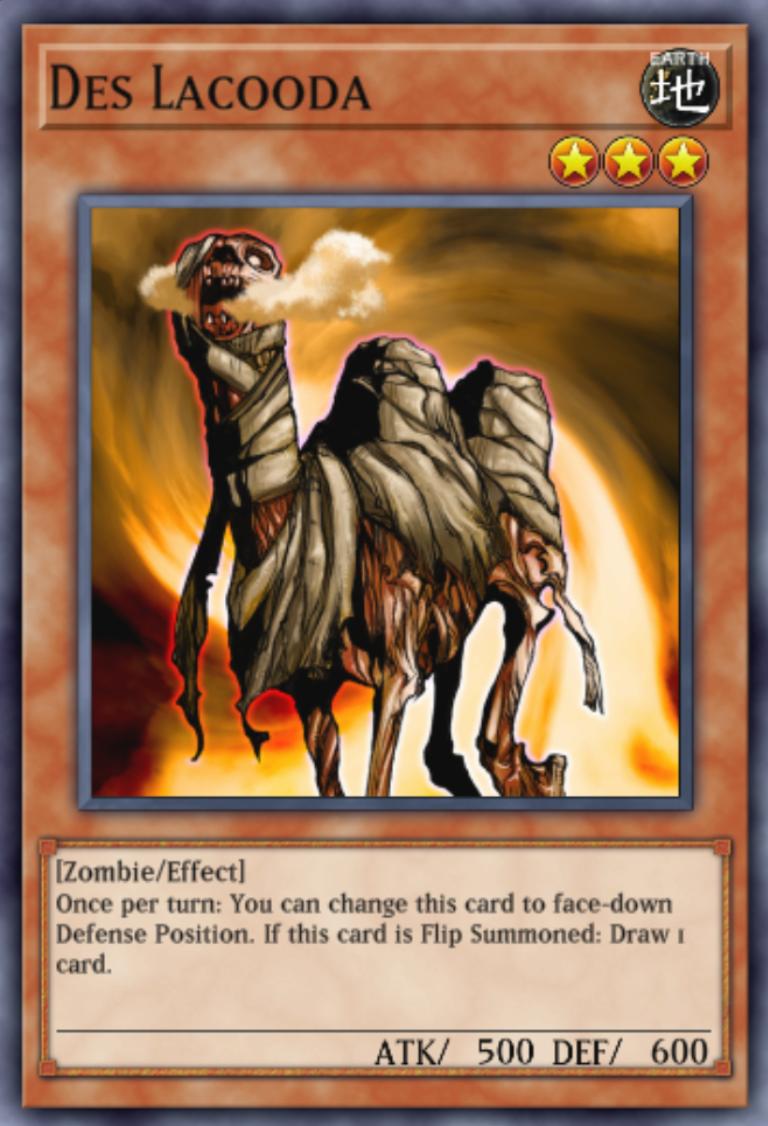 Des Lacooda
EARTH
地
[Zombie/Effect]
Once per turn: You can change this card to face-down
Defense Position. If this card is Flip Summoned: Draw 1
card.
ATK/ 500 DEF/ 600